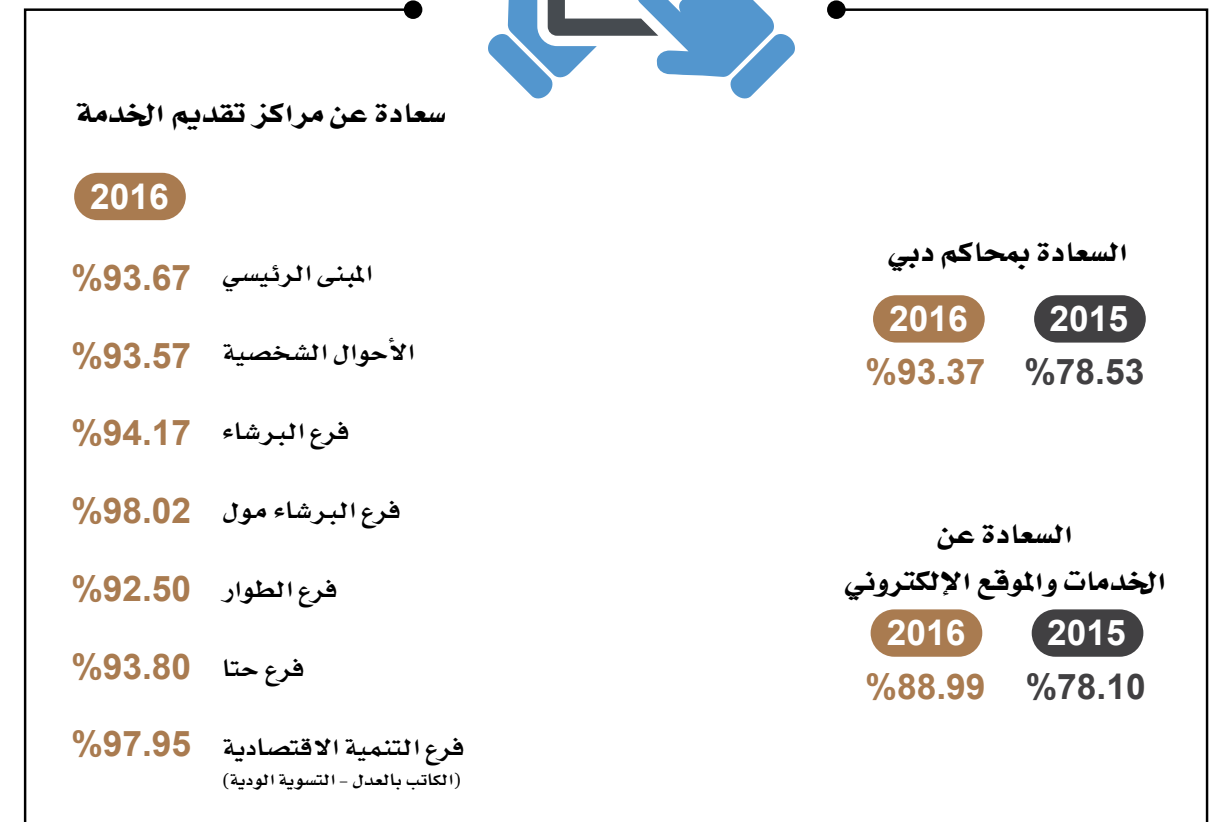 السعادة بمحاكم دبي
2015 2016
%78.53 %93.37
السعادة عن
الخدمات والموقع الإلكتروني
2015 2016
%78.10 %88.99
سعادة عن مراكز تقديم الخدمة
2016
المبنى الرئيسي %93.67
الأحوال الشخصية %93.57
فرع البرشاء %94.17
فرع البرشاء مول %98.02
فرع الطوار %92.50
فرع حتا %93.80
فرع التنمية الاقتصادية %97.95
(الكاتب بالعدل - التسوية الودية)